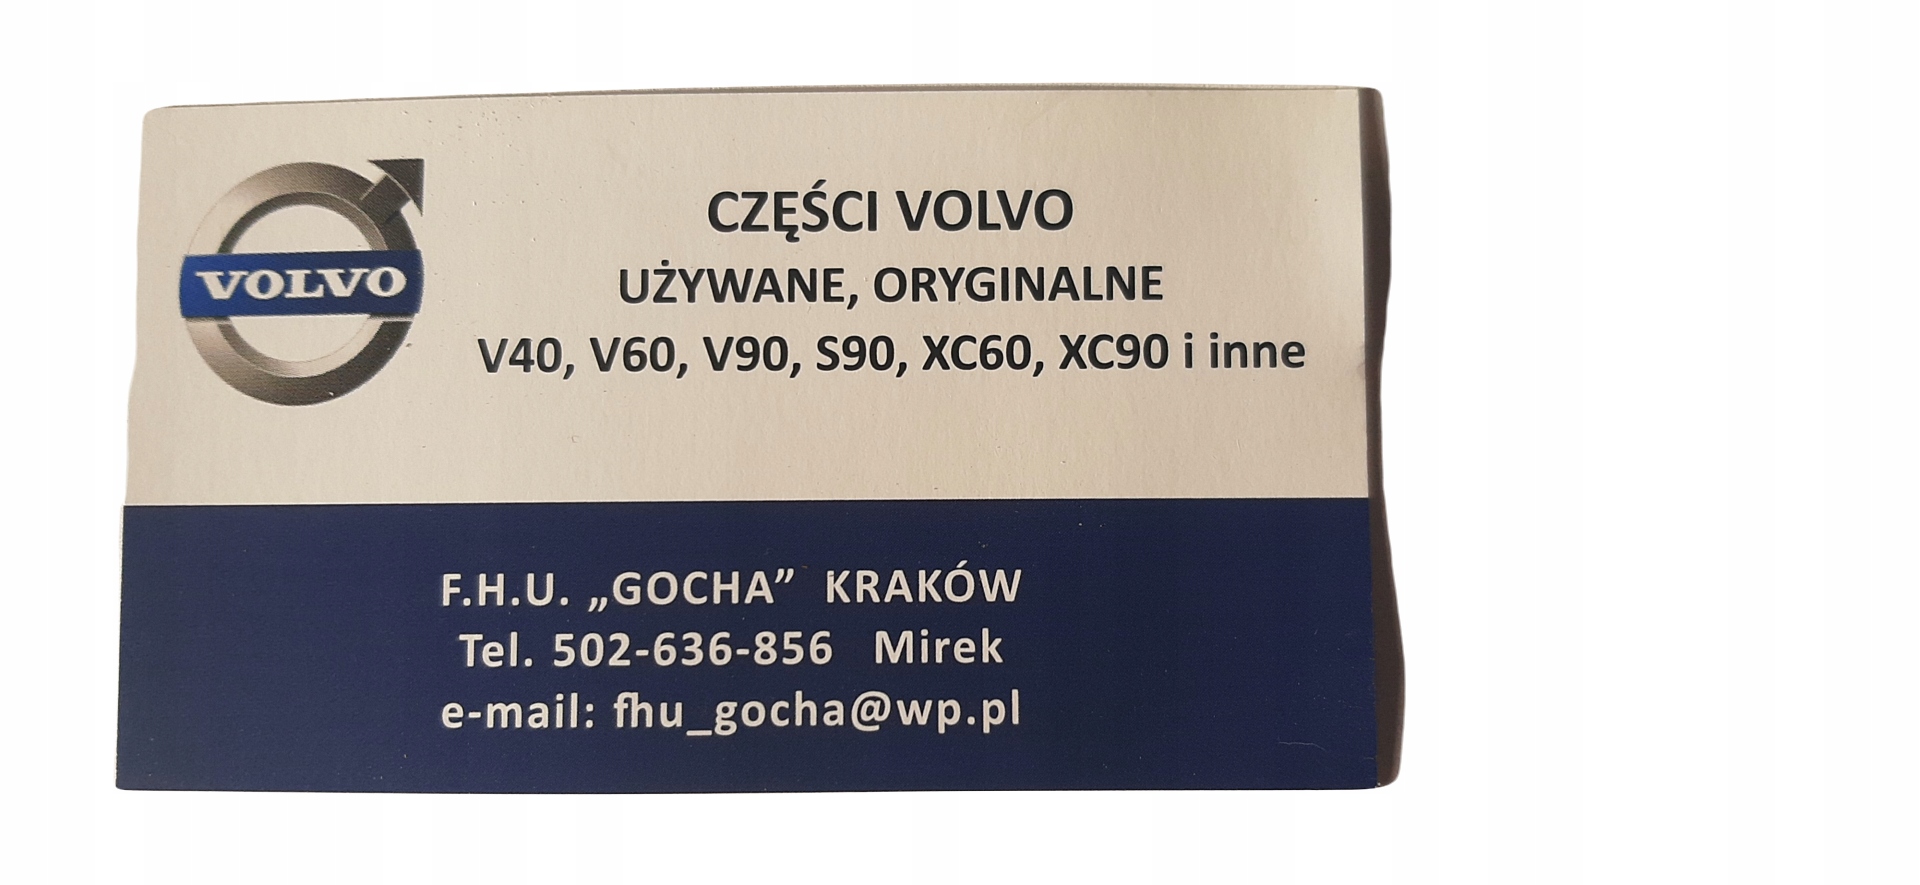 VOLVO
CZĘŚCI VOLVO
UŻYWANE, ORYGINALNE
V40, V60, V90, S90, XC60, XC90 i inne
F.H.U. „GOCHA” KRAKÓW
Tel. 502-636-856 Mirek
e-mail: fhu_gocha@wp.pl